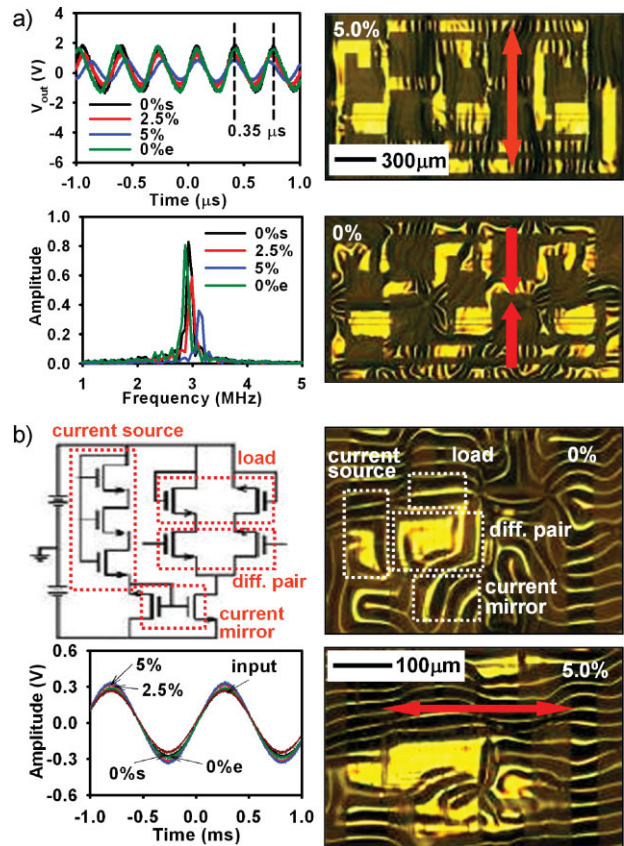 a)
V_out (V)
4
2
0
-2
-4
-6
0%s
2.5%
5%
0%e
0.35 μs
-1.0 -0.5 0.0 0.5 1.0
Time (μs)
5.0%
300μm
Amplitude
1.0
0.8
0.6
0.4
0.2
0.0
0%s
2.5%
5%
0%e
1 2 3 4 5
Frequency (MHz)
0%
b)
current source
load
diff. pair
current
mirror
current
source
load
0%
diff. pair
current
mirror
Amplitude (V)
0.6
0.3
0.0
-0.3
-0.6
5%
2.5%
input
0%s
0%e
-1.0 -0.5 0.0 0.5 1.0
Time (ms)
100μm
5.0%